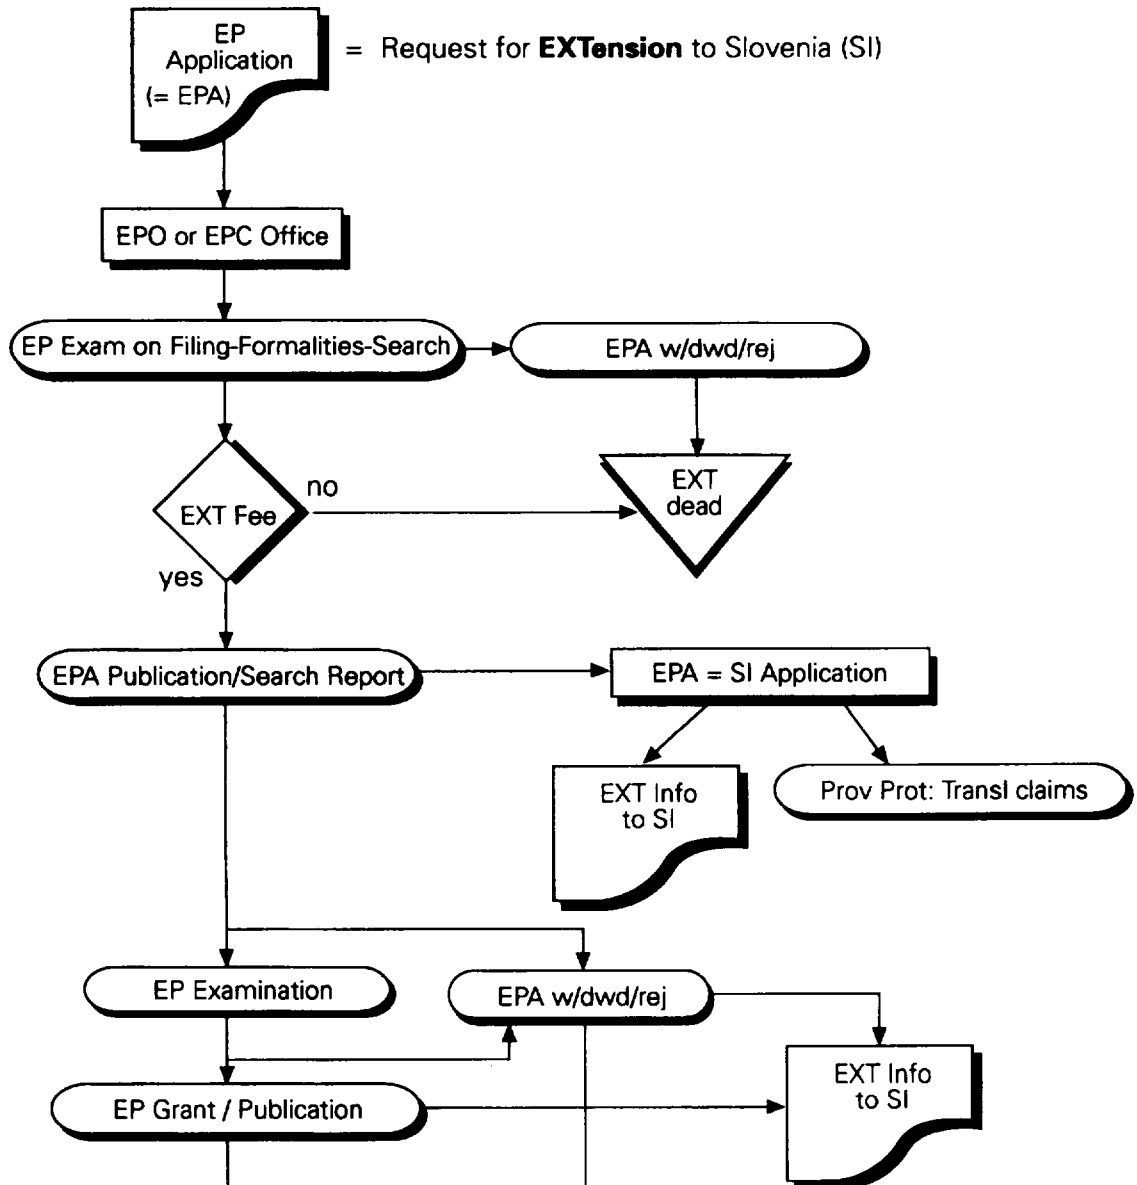 EP
Application
(= EPA)
= Request for EXTension to Slovenia (SI)
EPO or EPC Office
EP Exam on Filing-Formalities-Search
EPA w/dwd/rej
EXT Fee
no
EXT
dead
yes
EPA Publication/Search Report
EPA = SI Application
EXT Info
to SI
Prov Prot: Transl claims
EP Examination
EPA w/dwd/rej
EP Grant / Publication
EXT Info
to SI